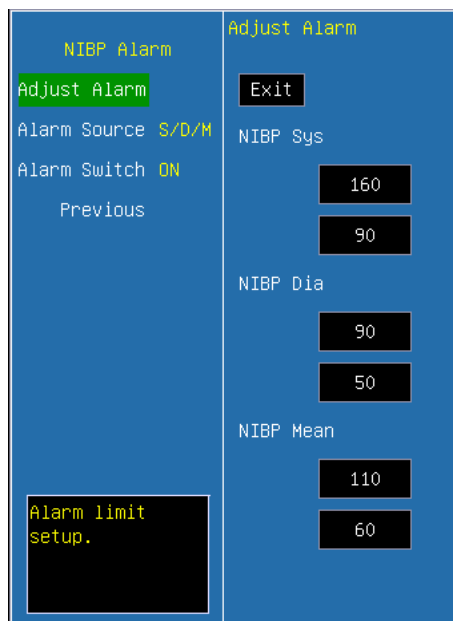 NIBP Alarm
Adjust Alarm
Alarm Source S/D/M
Alarm Switch ON
Previous
Alarm limit
setup.
Adjust Alarm
Exit
NIBP Sys
160
90
NIBP Dia
90
50
NIBP Mean
110
60